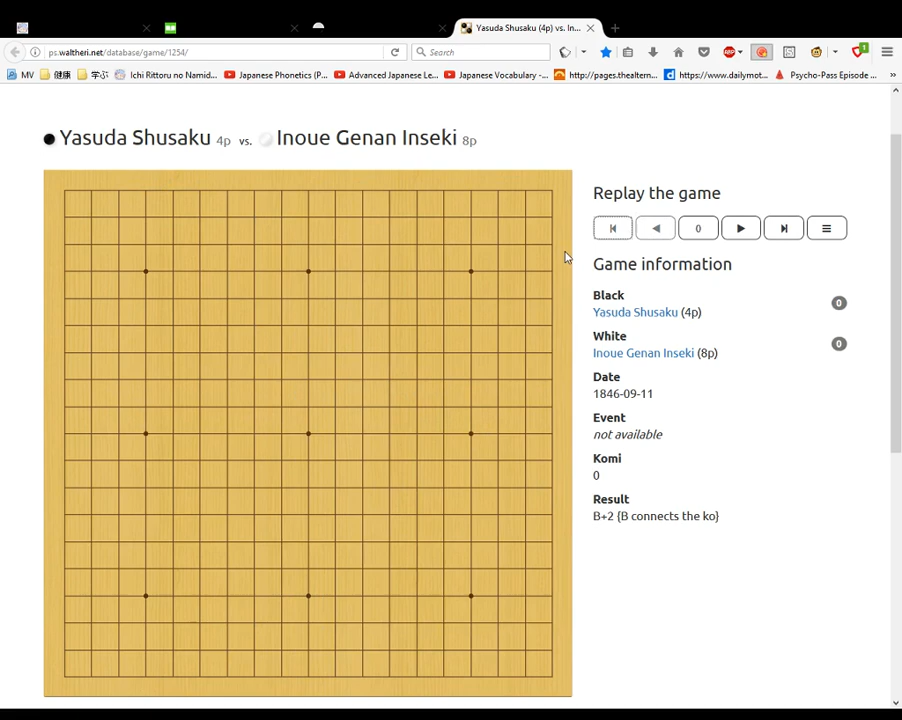 Yasuda Shusaku (4p) vs. In...
ps.waltheri.net/database/game/1254/
Search
ABP
1
MV
健康
学ぶ
Ichi Rittoru no Namid...
Japanese Phonetics (P...
Advanced Japanese Le...
Japanese Vocabulary -...
http://pages.thealtern...
https://www.dailymot...
Psycho-Pass Episode ...
Yasuda Shusaku 4p vs. Inoue Genan Inseki 8p
Replay the game
0
Game information
Black
Yasuda Shusaku (4p)
0
White
Inoue Genan Inseki (8p)
0
Date
1846-09-11
Event
not available
Komi
0
Result
B+2 {B connects the ko}